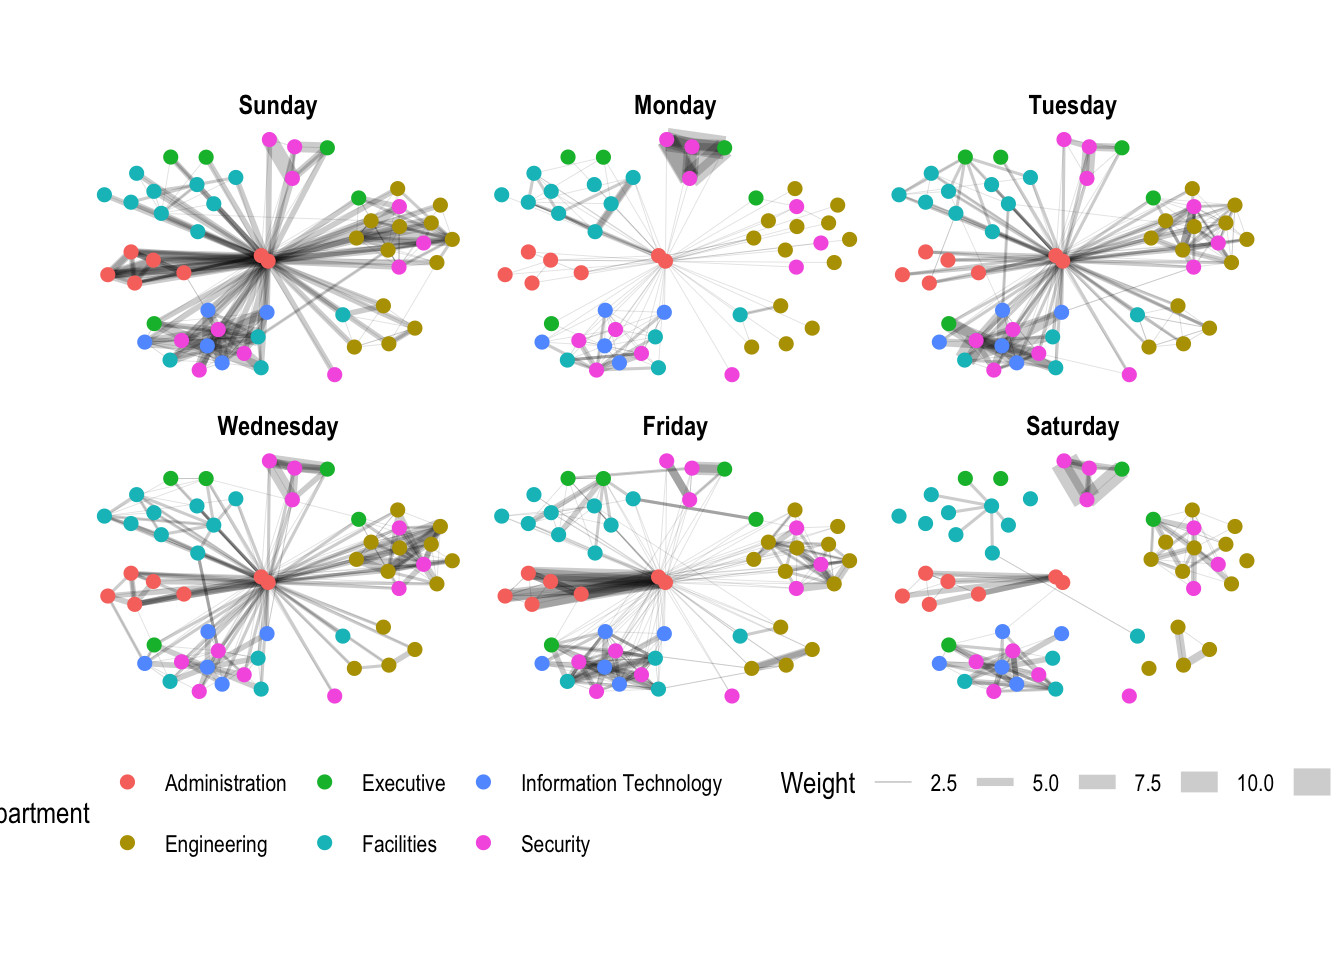 Sunday
Monday
Tuesday
Wednesday
Friday
Saturday
partment
Administration
Executive
Information Technology
Engineering
Facilities
Security
Weight
2.5
5.0
7.5
10.0